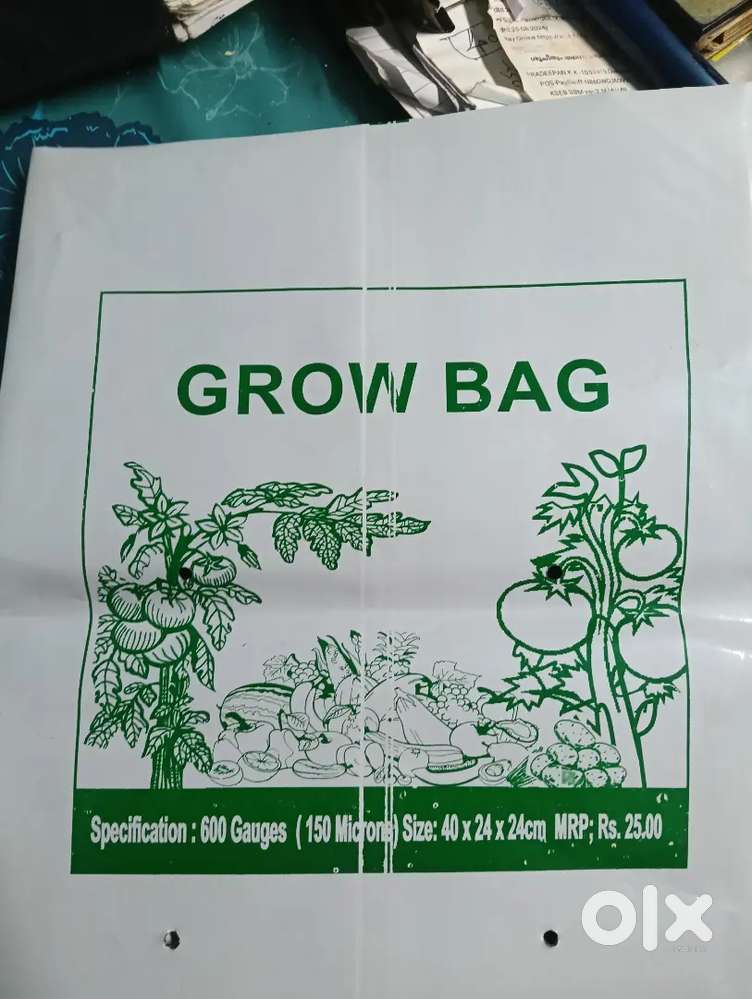 GROW BAG
Specification : 600 Gauges ( 150 Microns) Size: 40 x 24 x 24cm MRP; Rs. 25.00
olx